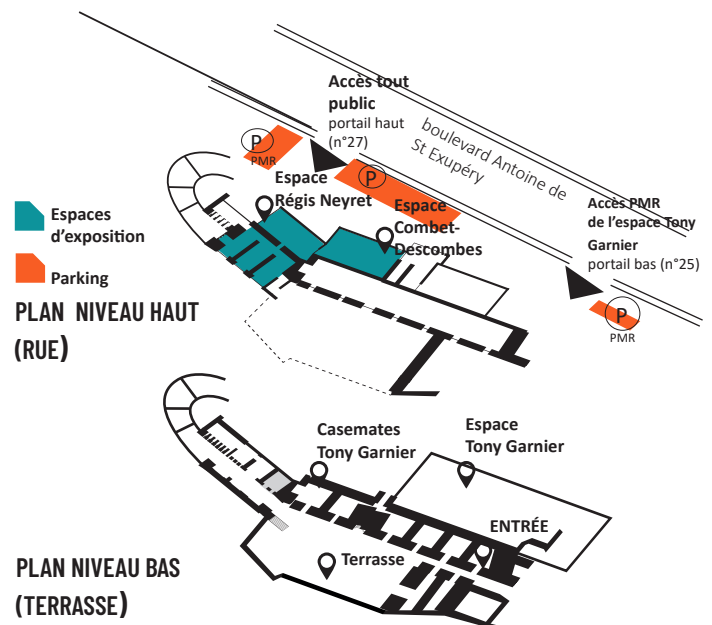 Accès tout
public
portail haut
(n°27)
boulevard Antoine de
St Exupéry
P
PMR
P
Espace
Régis Neyret
Espace
Combet-
Descombes
Accès PMR
de l'espace Tony
Garnier
portail bas (n°25)
P
PMR
Espaces
d'exposition
Parking
PLAN NIVEAU HAUT
(RUE)
Casemates
Tony Garnier
Espace
Tony Garnier
ENTRÉE
Terrasse
PLAN NIVEAU BAS
(TERRASSE)